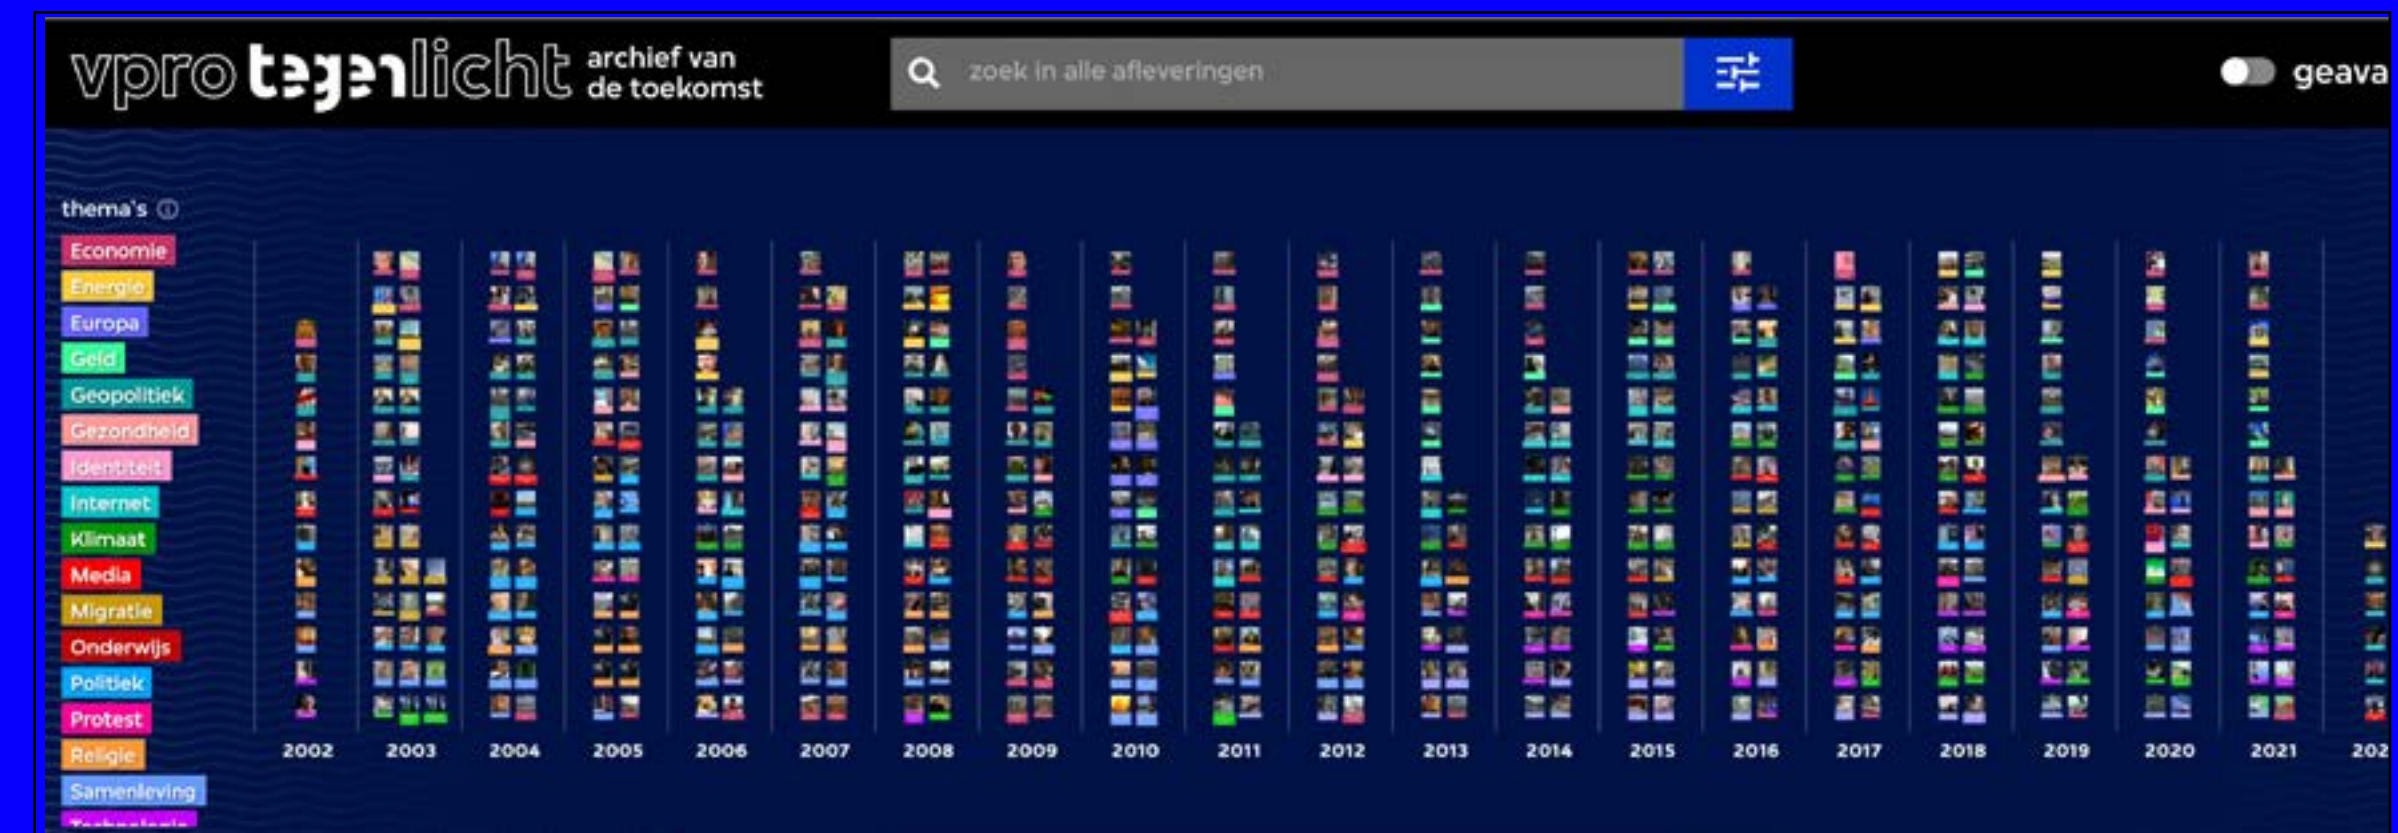 vpro tegenlicht
archief van
de toekomst
zoek in alle afleveringen
geava
thema's
Economie
Energie
Europa
Geld
Geopolitiek
Gezondheid
Identiteit
Internet
Klimaat
Media
Migratie
Onderwijs
Politiek
Protest
Religie
Samenleving
Technologie
2002 2003 2004 2005 2006 2007 2008 2009 2010 2011 2012 2013 2014 2015 2016 2017 2018 2019 2020 2021 202